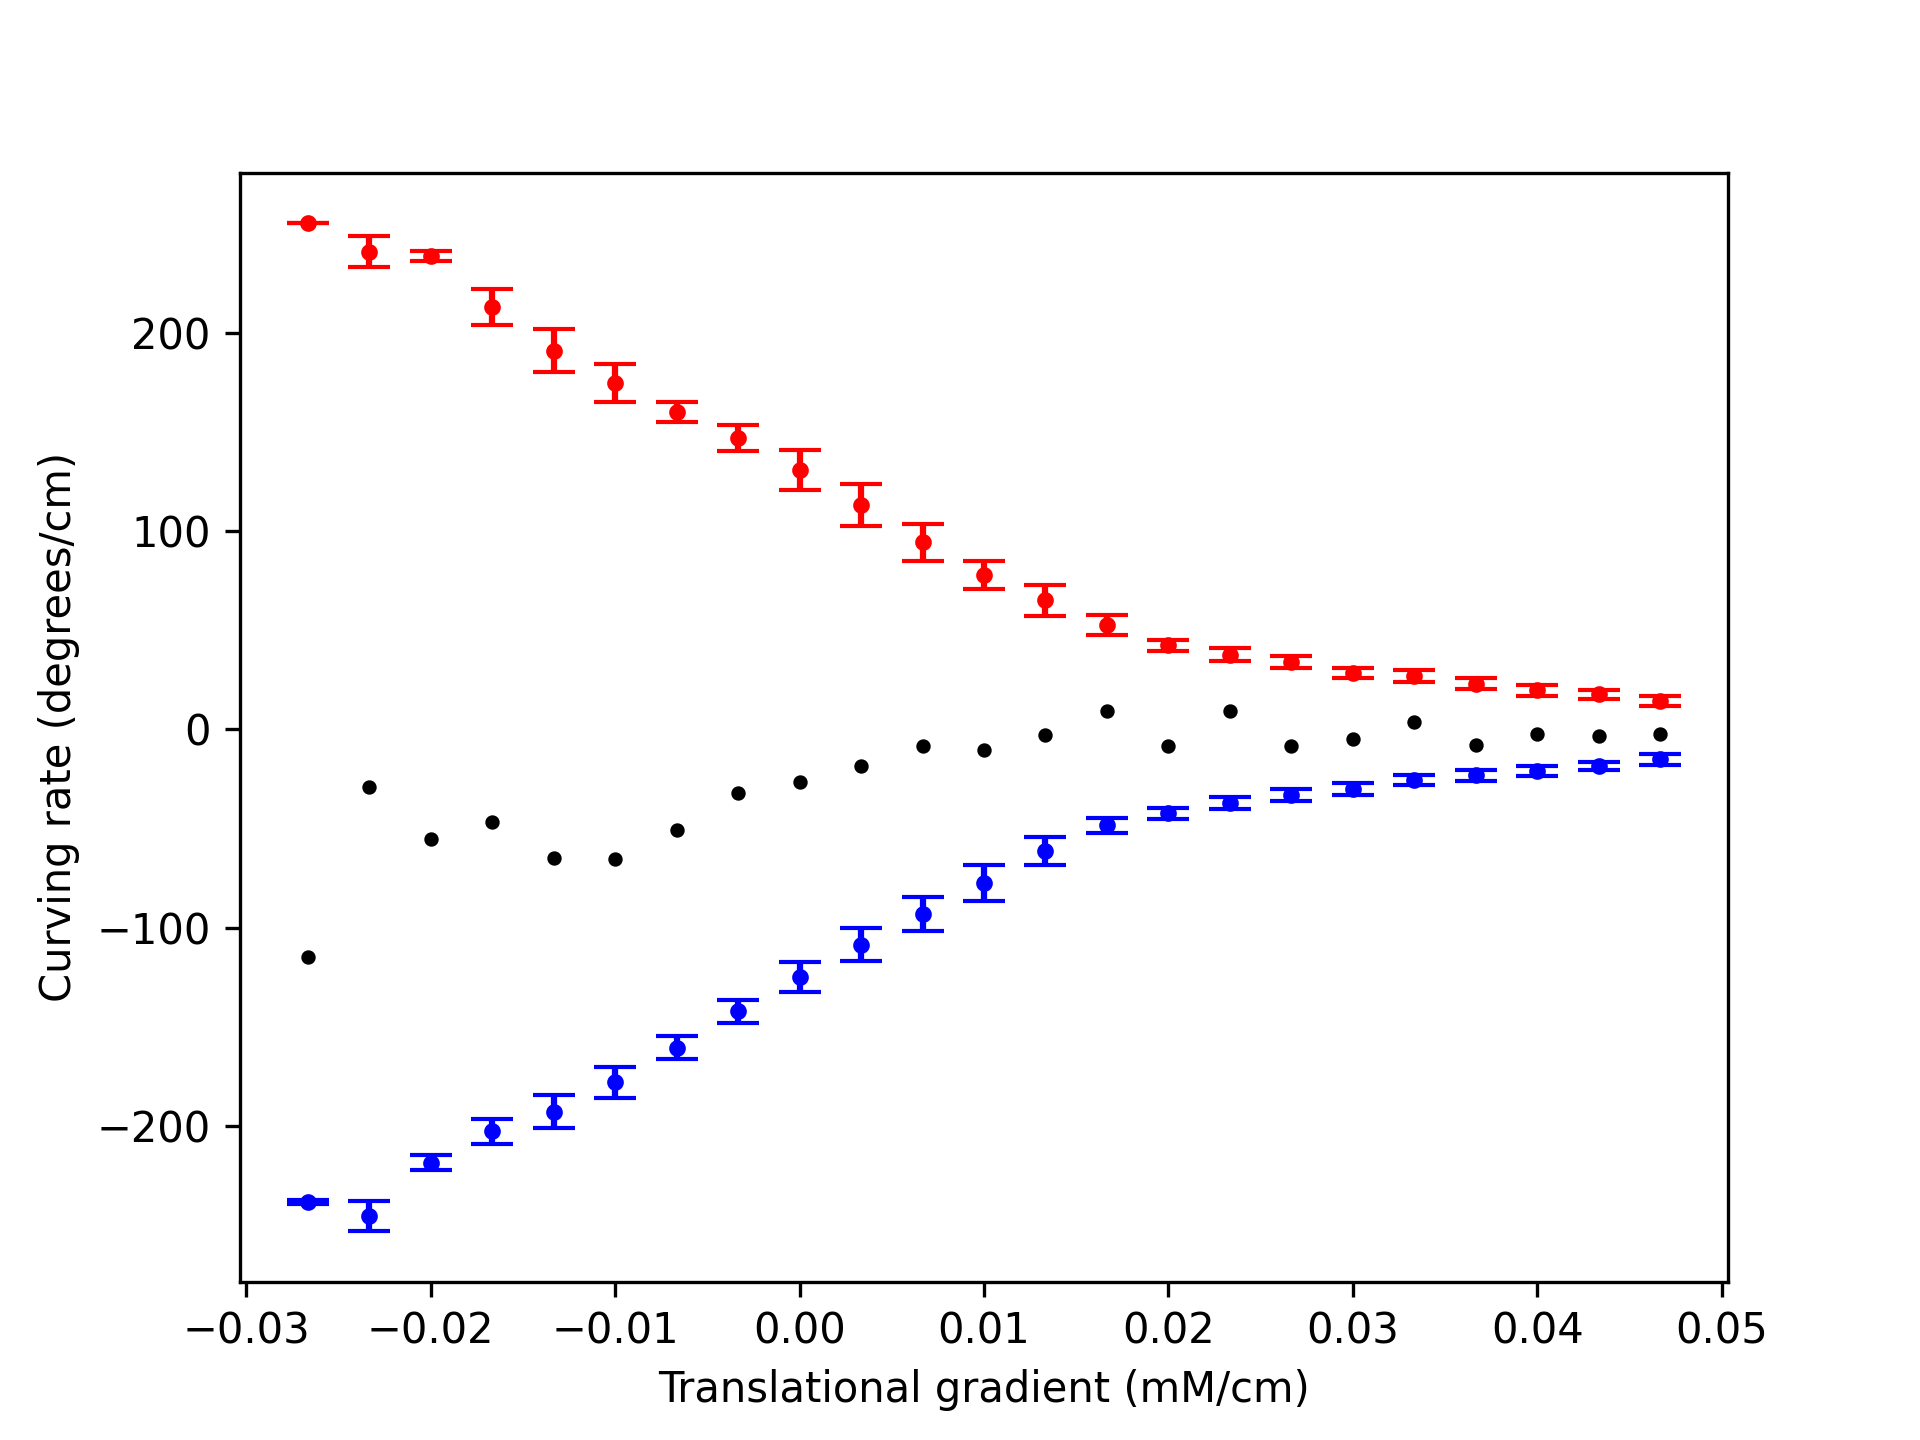 Curving rate (degrees/cm)
200
100
0
−100
−200
−0.03 −0.02 −0.01 0.00 0.01 0.02 0.03 0.04 0.05
Translational gradient (mM/cm)